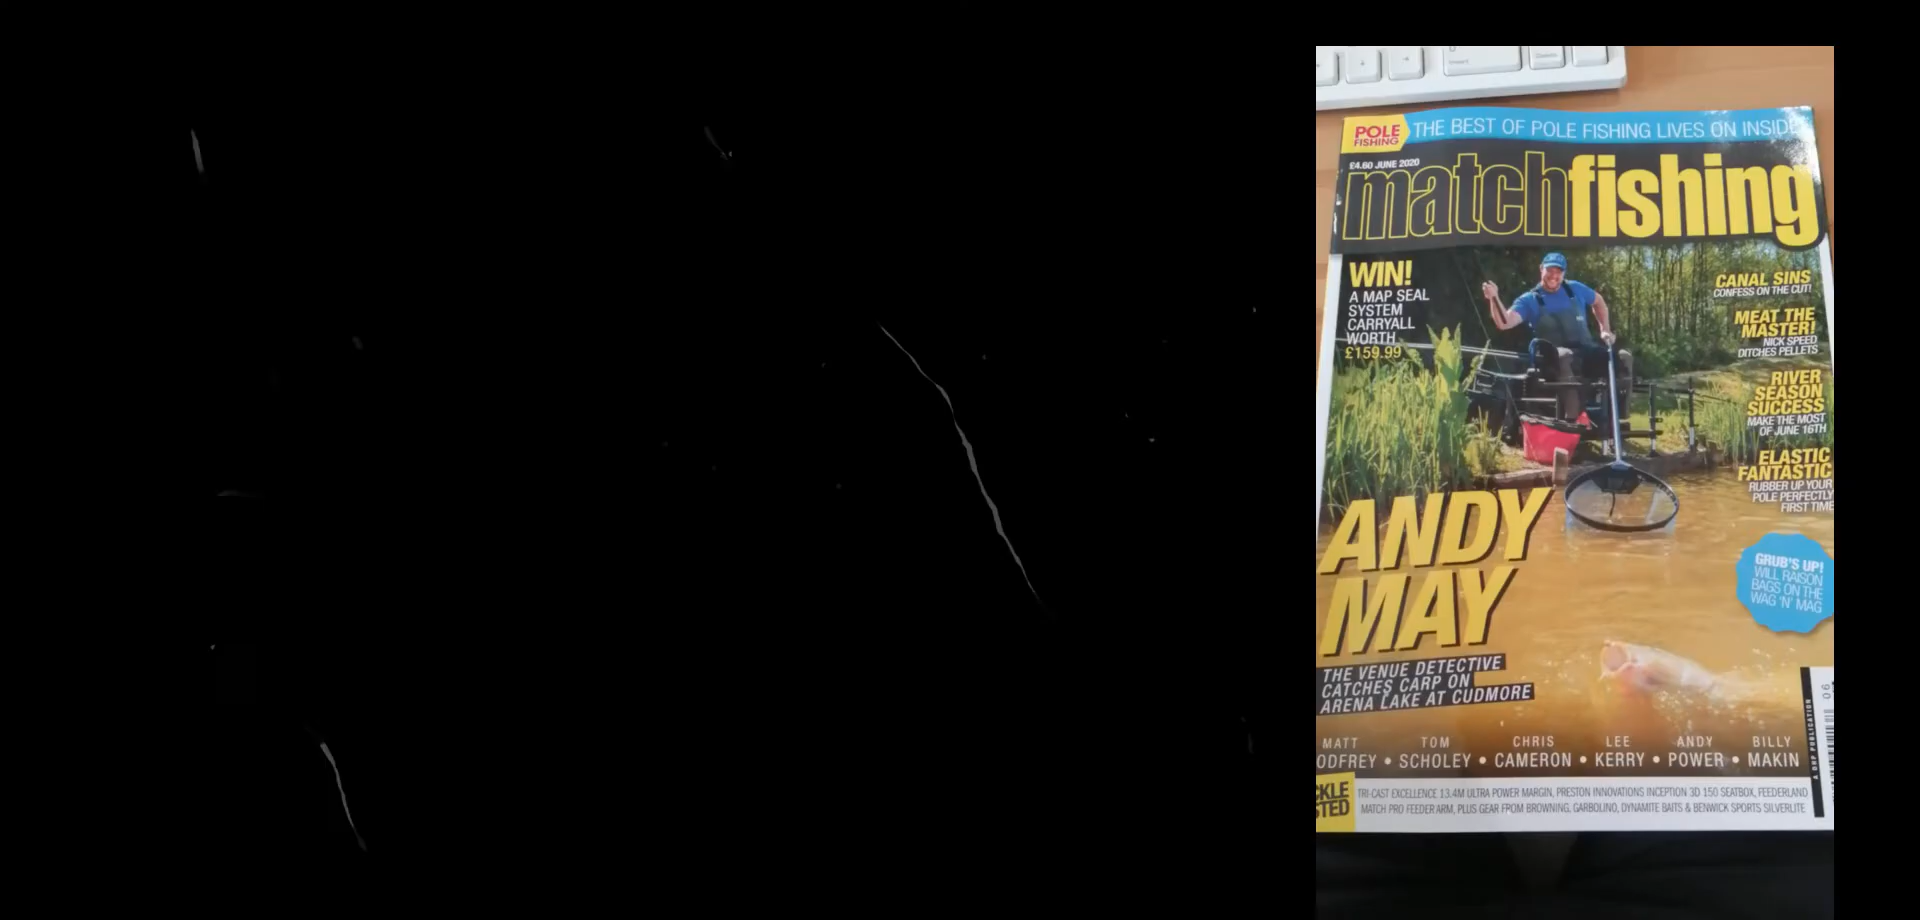 POLE
FISHING
THE BEST OF POLE FISHING LIVES ON INSIDE
£4.60 JUNE 2020
matchfishing
WIN!
A MAP SEAL
SYSTEM
CARRYALL
WORTH
£159.99
CANAL SINS
CONFESS ON THE CUT!
MEAT THE
MASTER!
NICK SPEED
DITCHES PELLETS
RIVER
SEASON
SUCCESS
MAKE THE MOST
OF JUNE 16TH
ELASTIC
FANTASTIC
RUBBER UP YOUR
POLE PERFECTLY
FIRST TIME
ANDY
MAY
THE VENUE DETECTIVE
CATCHES CARP ON
ARENA LAKE AT CUDMORE
GRUB'S UP!
WILL RAISON
BAGS ON THE
WAG 'N' MAG
MATT TOM CHRIS LEE ANDY BILLY
ODFREY • SCHOLEY • CAMERON • KERRY • POWER • MAKIN
A DHP PUBLICATION
06
CKLE
STED
TRI-CAST EXCELLENCE 13.4M ULTRA POWER MARGIN, PRESTON INNOVATIONS INCEPTION 3D 150 SEATBOX, FEEDERLAND
MATCH PRO FEEDER ARM, PLUS GEAR FROM BROWNING, GARBOLINO, DYNAMITE BAITS & BENWICK SPORTS SILVERLITE